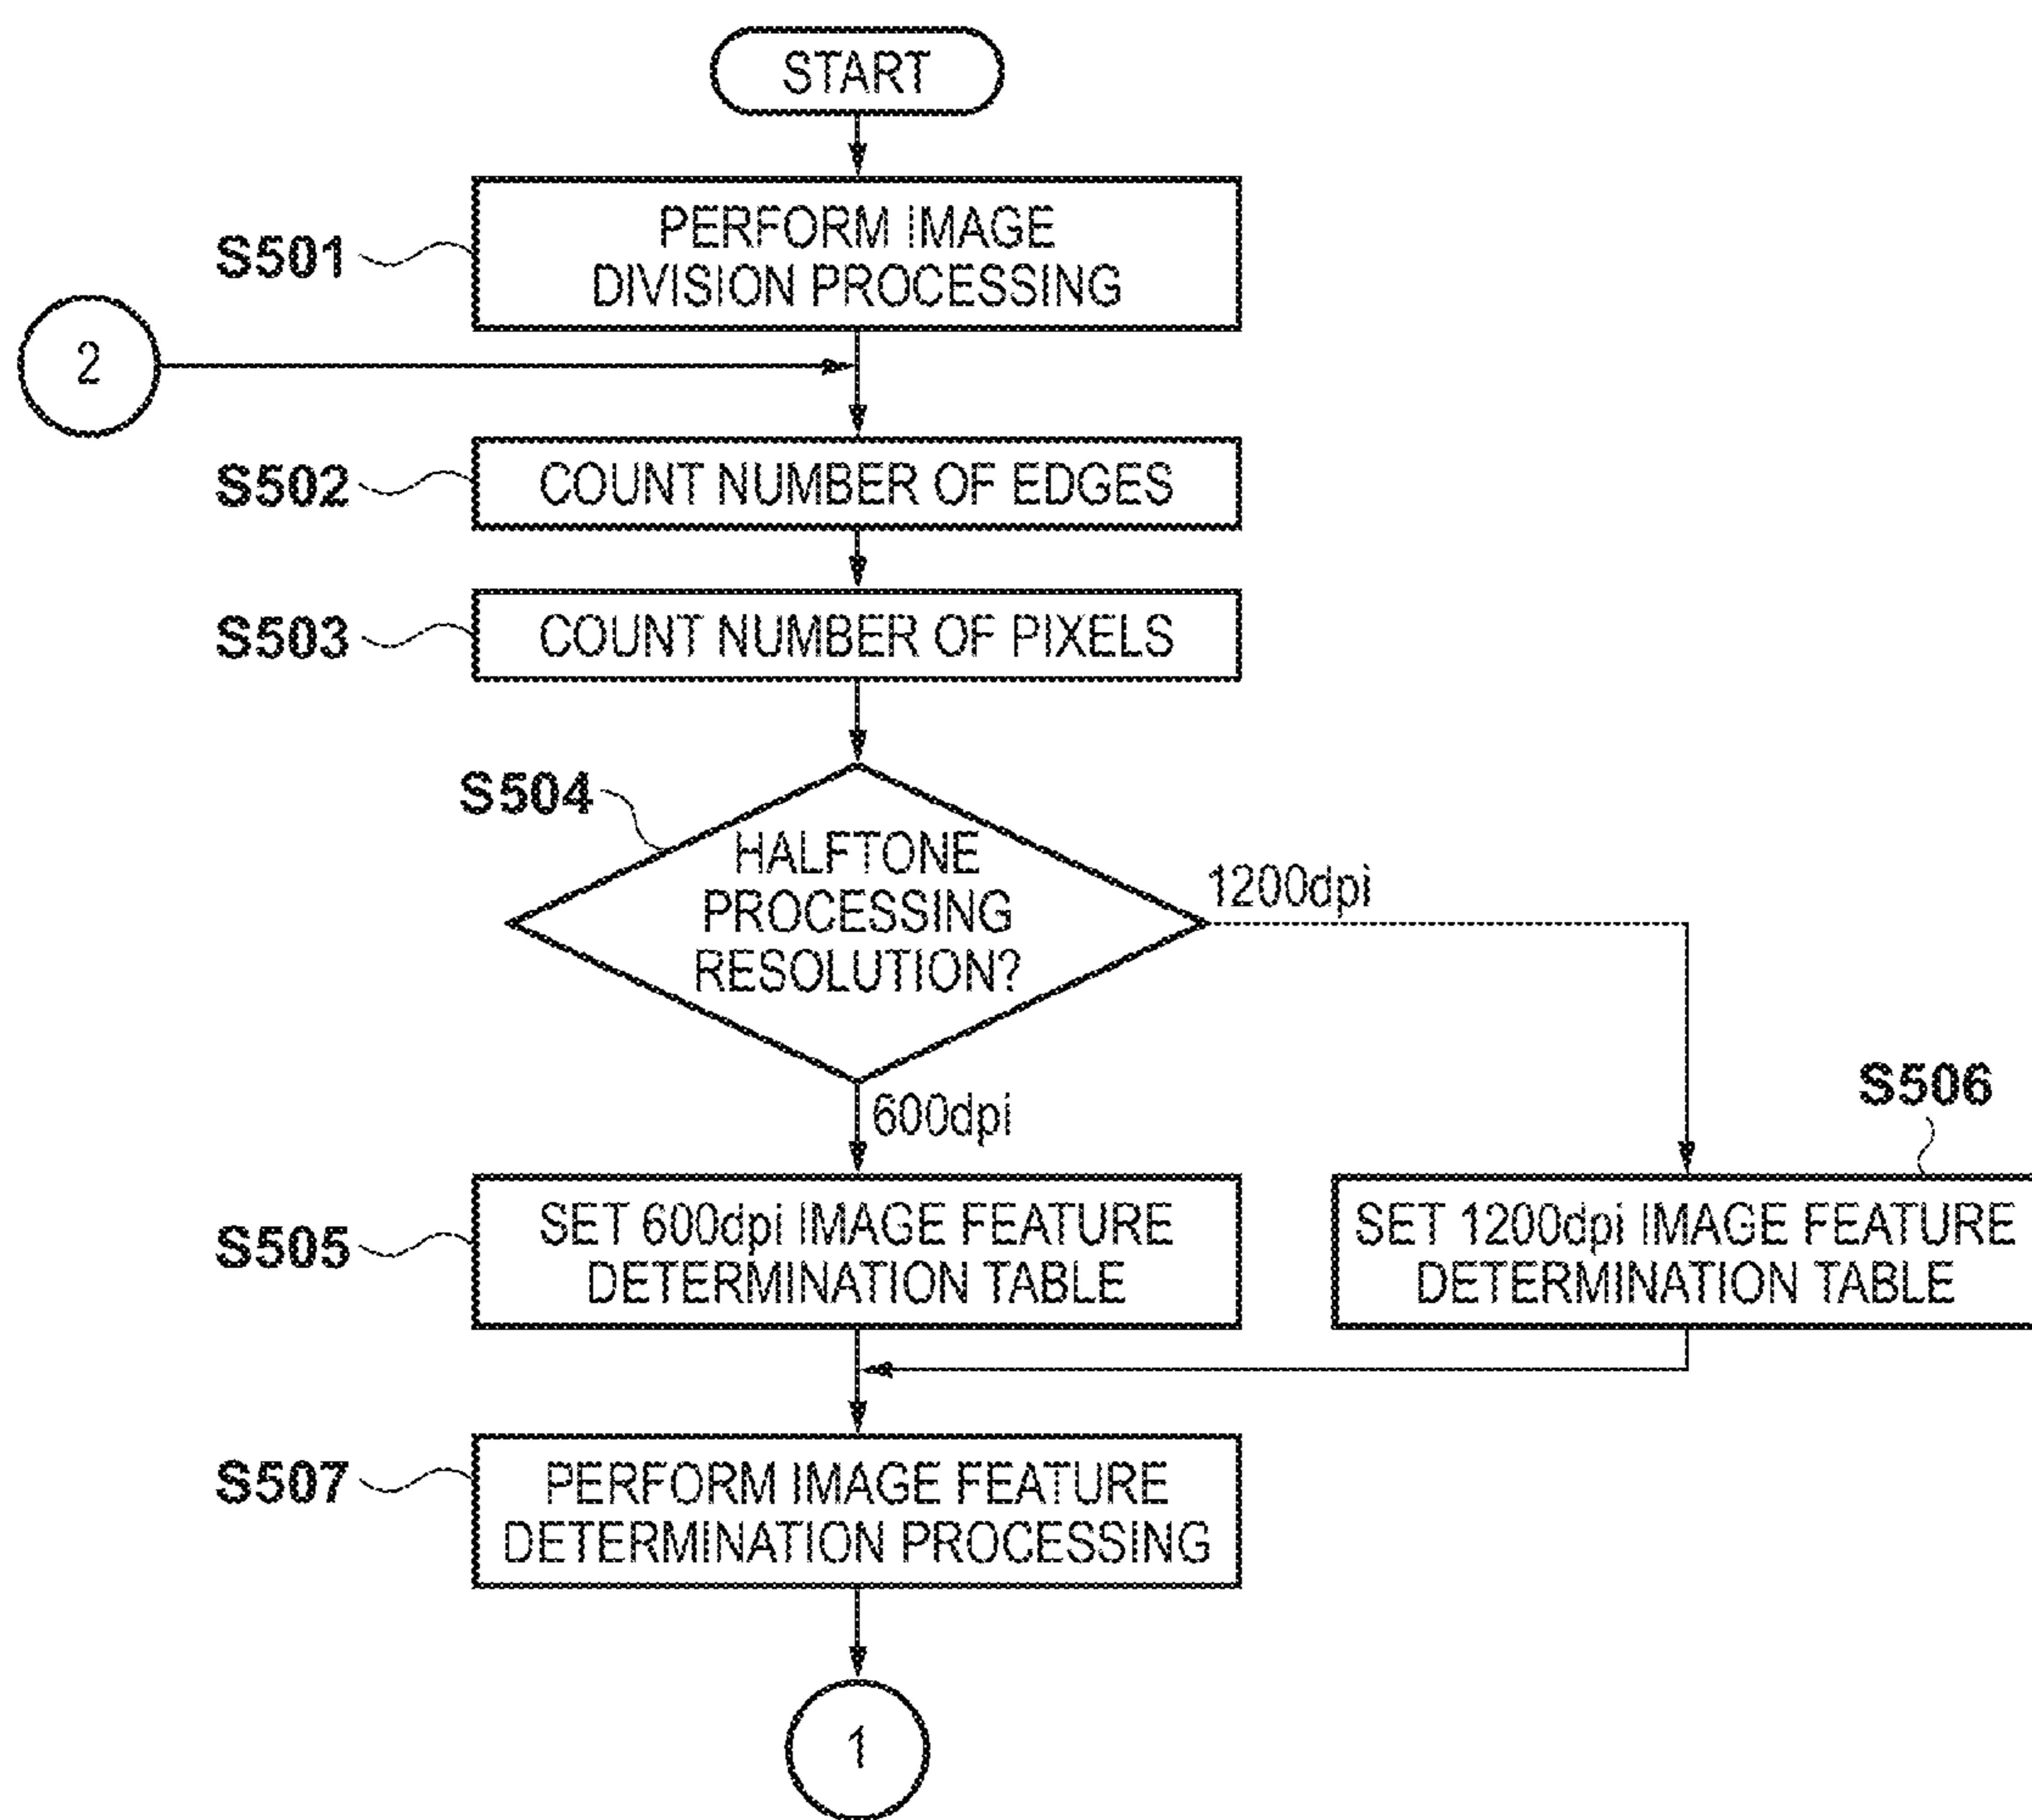 START
S501
PERFORM IMAGE
DIVISION PROCESSING
2
S502
COUNT NUMBER OF EDGES
S503
COUNT NUMBER OF PIXELS
S504
HALFTONE
PROCESSING
RESOLUTION?
1200dpi
600dpi
S505
SET 600dpi IMAGE FEATURE
DETERMINATION TABLE
S506
SET 1200dpi IMAGE FEATURE
DETERMINATION TABLE
S507
PERFORM IMAGE FEATURE
DETERMINATION PROCESSING
1